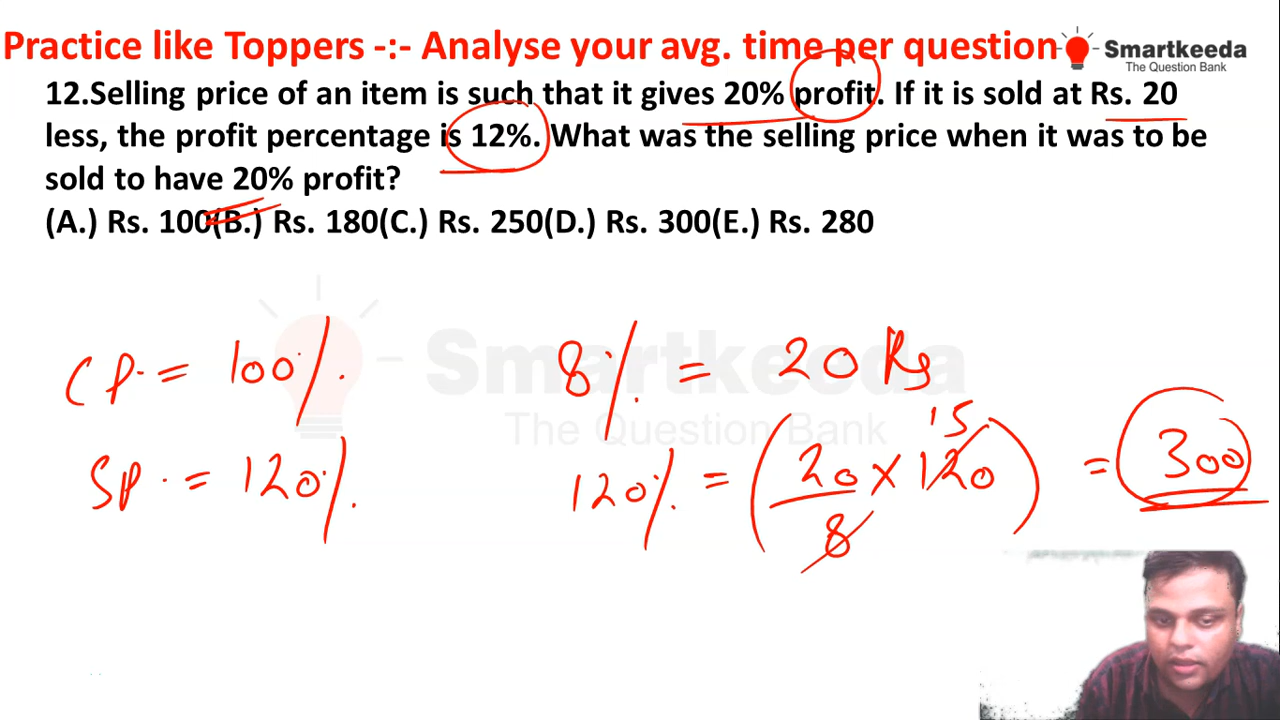 Practice like Toppers -:- Analyse your avg. time per question
Smartkeeda
The Question Bank
12.Selling price of an item is such that it gives 20% profit. If it is sold at Rs. 20
less, the profit percentage is 12%. What was the selling price when it was to be
sold to have 20% profit?
(A.) Rs. 100(B.) Rs. 180(C.) Rs. 250(D.) Rs. 300(E.) Rs. 280
Smartkeeda
The Question Bank
CP. = 100%.
8%. = 20 Rs
SP. = 120%.
15
120%. = (20 x 120 / 8) = 300